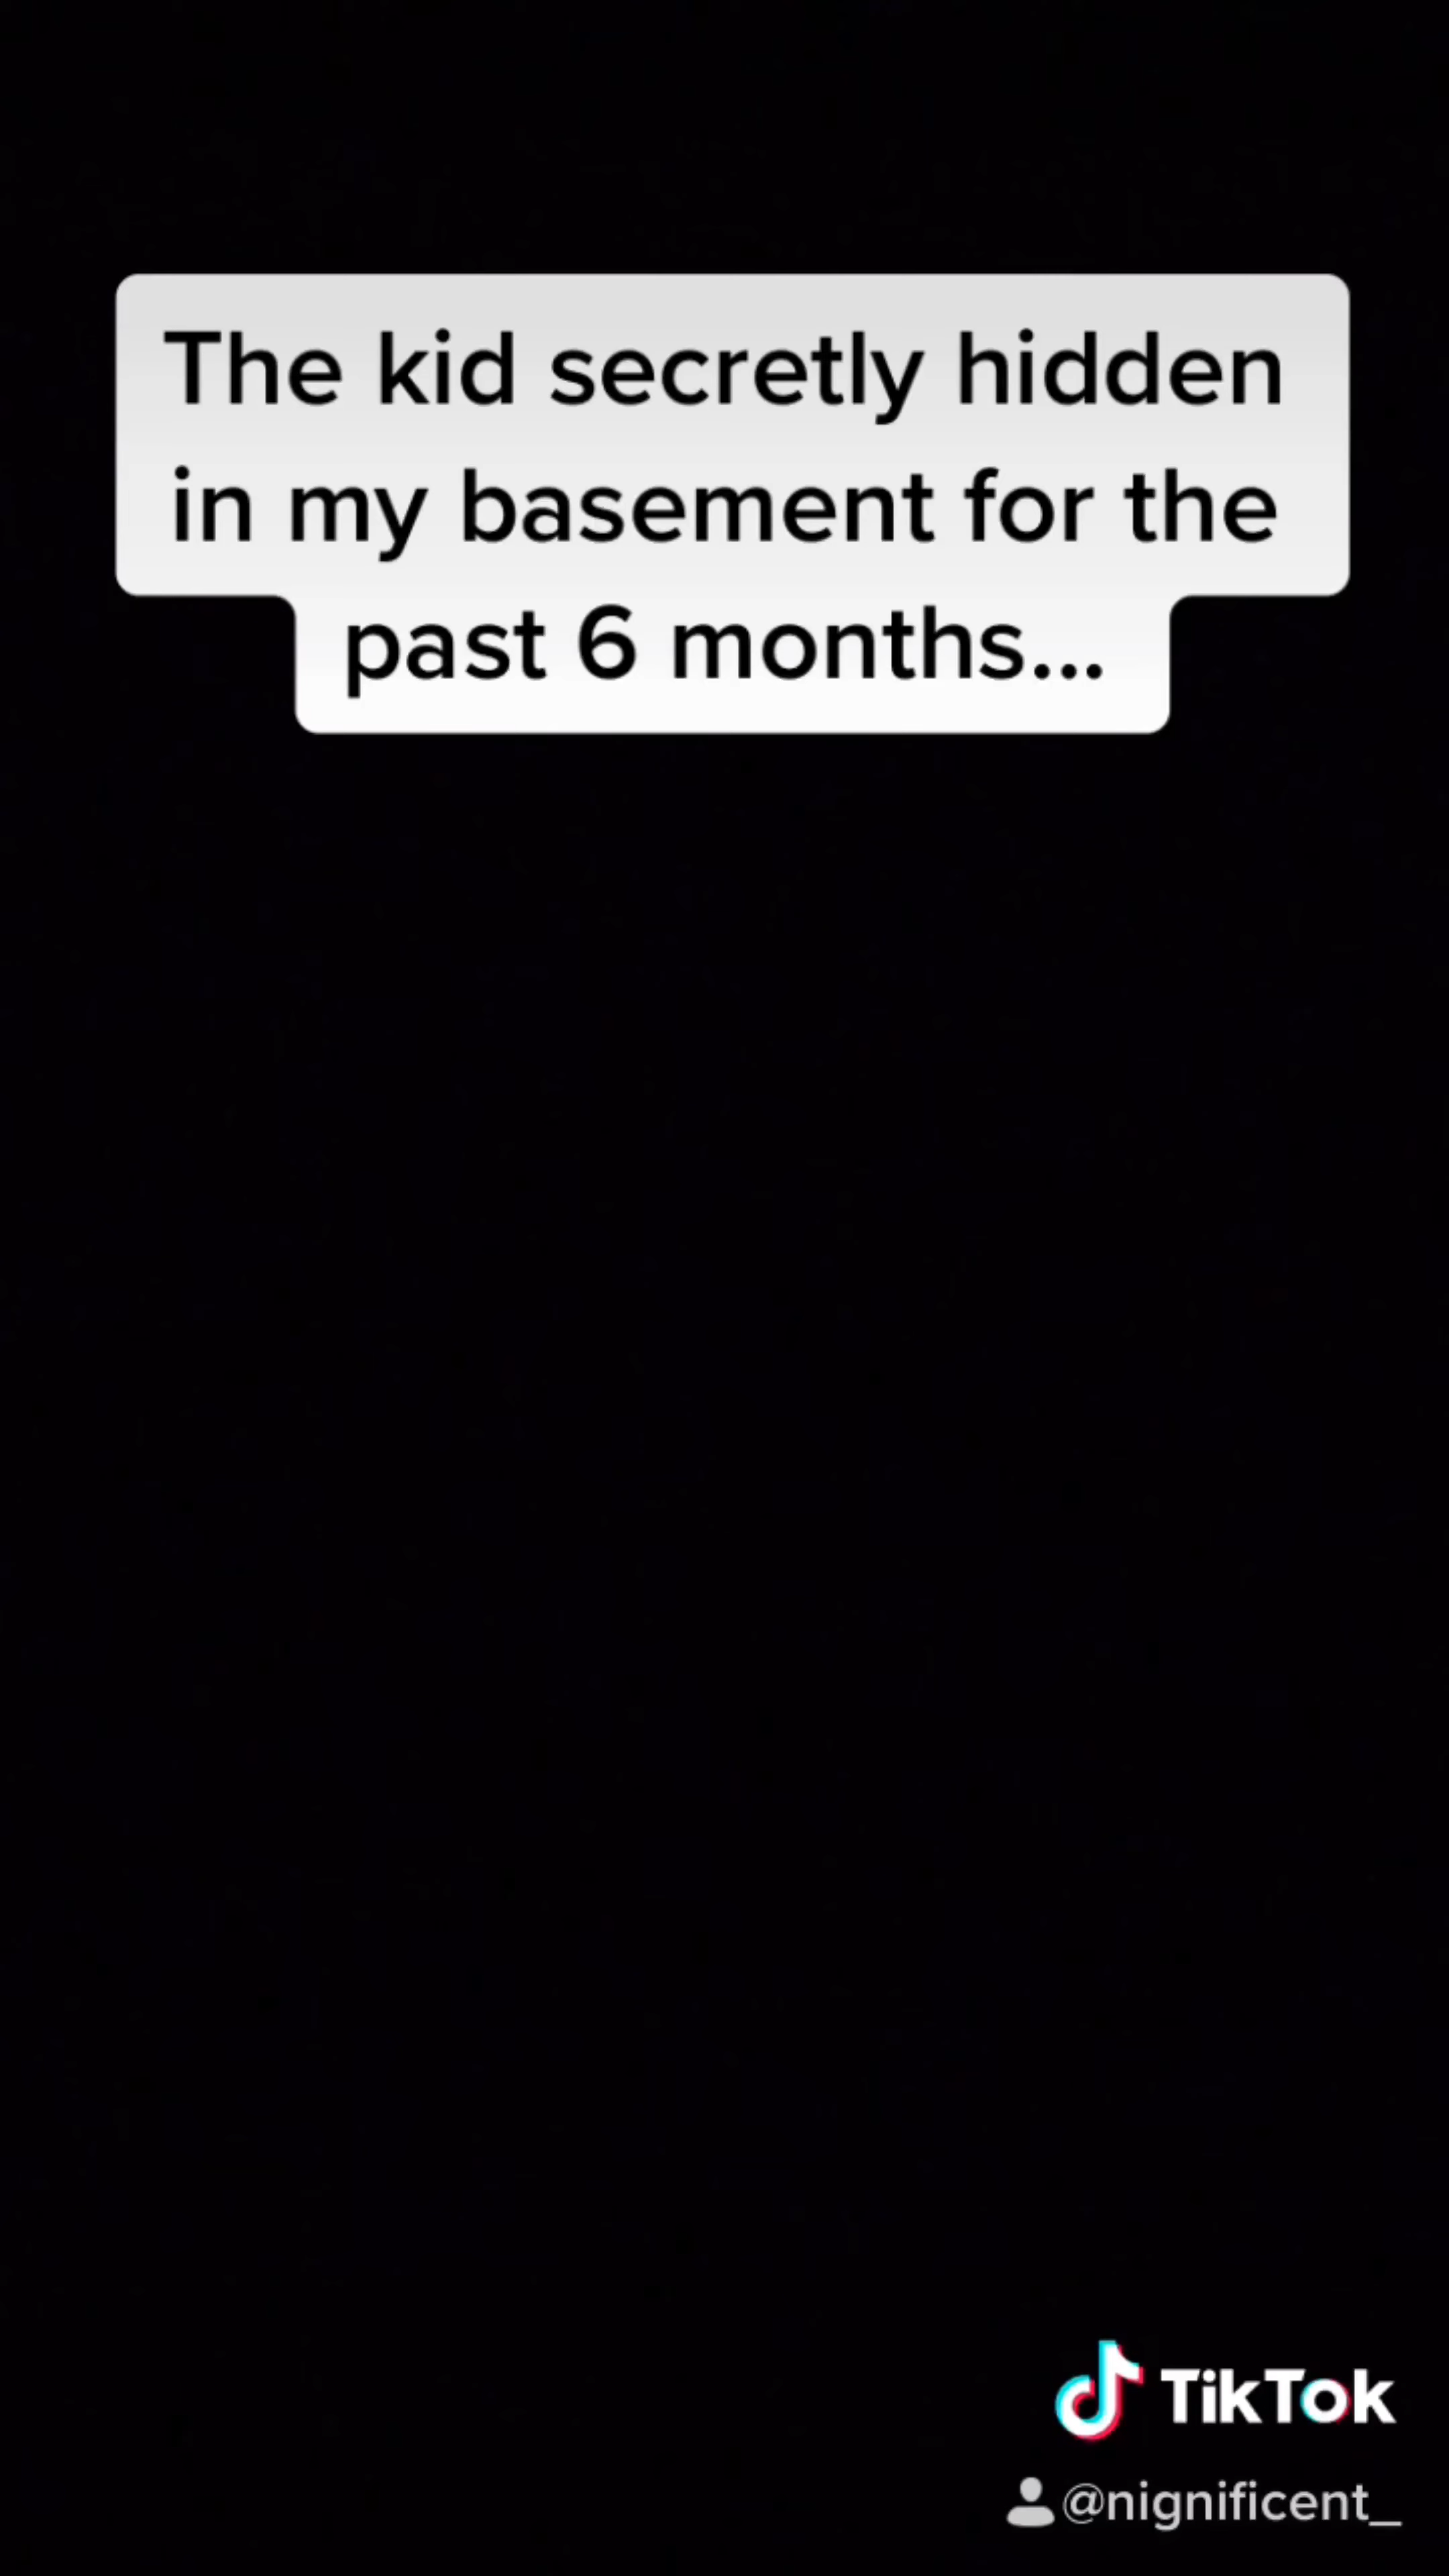 The kid secretly hidden
in my basement for the
past 6 months...
TikTok
@nignificent_